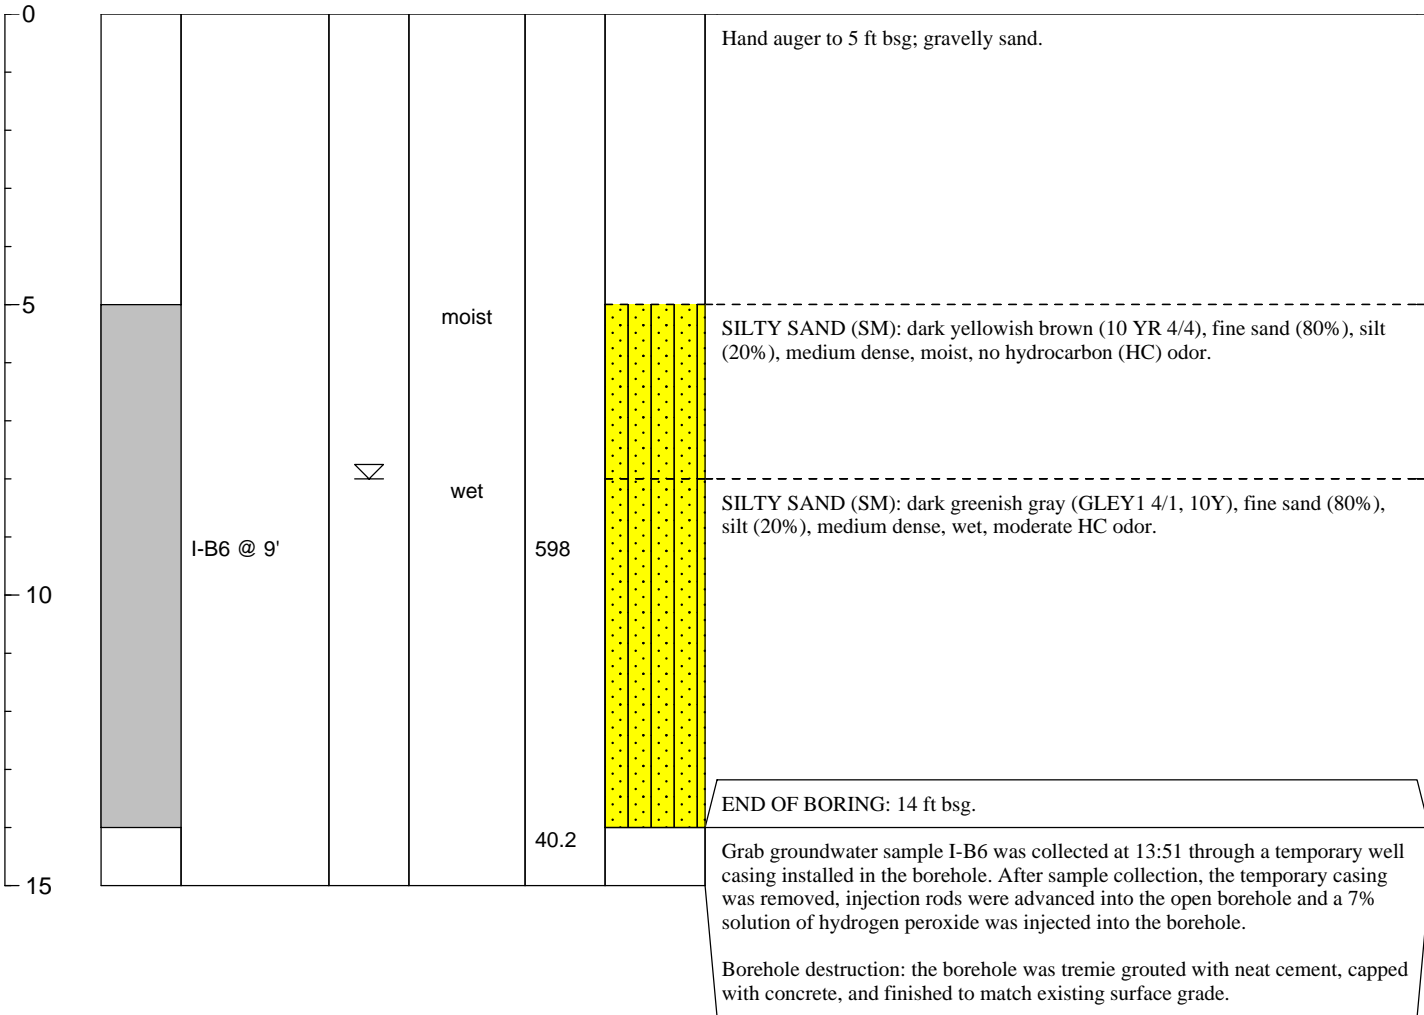 0
Hand auger to 5 ft bsg; gravelly sand.
5
moist
SILTY SAND (SM): dark yellowish brown (10 YR 4/4), fine sand (80%), silt
(20%), medium dense, moist, no hydrocarbon (HC) odor.
wet
SILTY SAND (SM): dark greenish gray (GLEY1 4/1, 10Y), fine sand (80%),
silt (20%), medium dense, wet, moderate HC odor.
I-B6 @ 9'
598
10
END OF BORING: 14 ft bsg.
40.2
Grab groundwater sample I-B6 was collected at 13:51 through a temporary well
casing installed in the borehole. After sample collection, the temporary casing
was removed, injection rods were advanced into the open borehole and a 7%
solution of hydrogen peroxide was injected into the borehole.
15
Borehole destruction: the borehole was tremie grouted with neat cement, capped
with concrete, and finished to match existing surface grade.